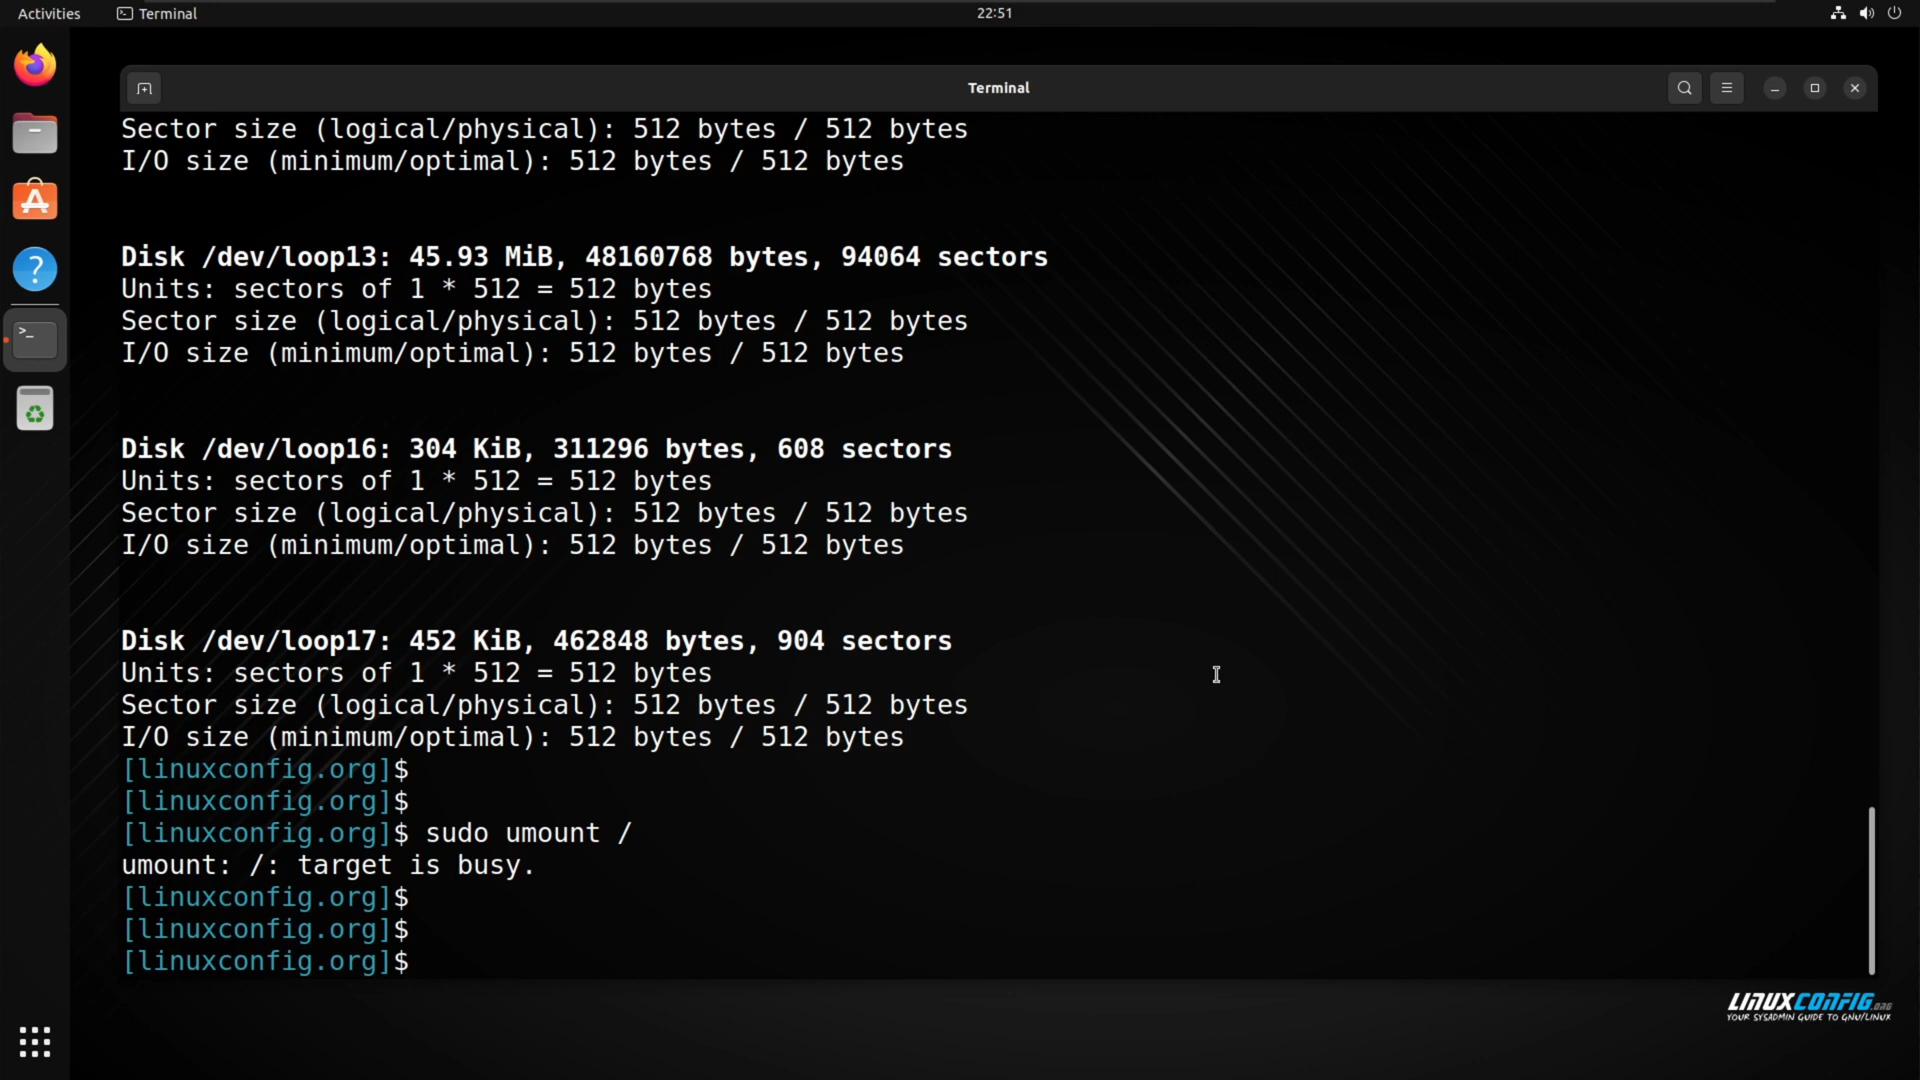 Activities
Terminal
22:51
Terminal
Sector size (logical/physical): 512 bytes / 512 bytes
I/O size (minimum/optimal): 512 bytes / 512 bytes
Disk /dev/loop13: 45.93 MiB, 48160768 bytes, 94064 sectors
Units: sectors of 1 * 512 = 512 bytes
Sector size (logical/physical): 512 bytes / 512 bytes
I/O size (minimum/optimal): 512 bytes / 512 bytes
Disk /dev/loop16: 304 KiB, 311296 bytes, 608 sectors
Units: sectors of 1 * 512 = 512 bytes
Sector size (logical/physical): 512 bytes / 512 bytes
I/O size (minimum/optimal): 512 bytes / 512 bytes
Disk /dev/loop17: 452 KiB, 462848 bytes, 904 sectors
Units: sectors of 1 * 512 = 512 bytes
Sector size (logical/physical): 512 bytes / 512 bytes
I/O size (minimum/optimal): 512 bytes / 512 bytes
[linuxconfig.org]$
[linuxconfig.org]$
[linuxconfig.org]$ sudo umount /
umount: /: target is busy.
[linuxconfig.org]$
[linuxconfig.org]$
[linuxconfig.org]$
LINUXCONFIG.ORG
YOUR SYSADMIN GUIDE TO GNU/LINUX